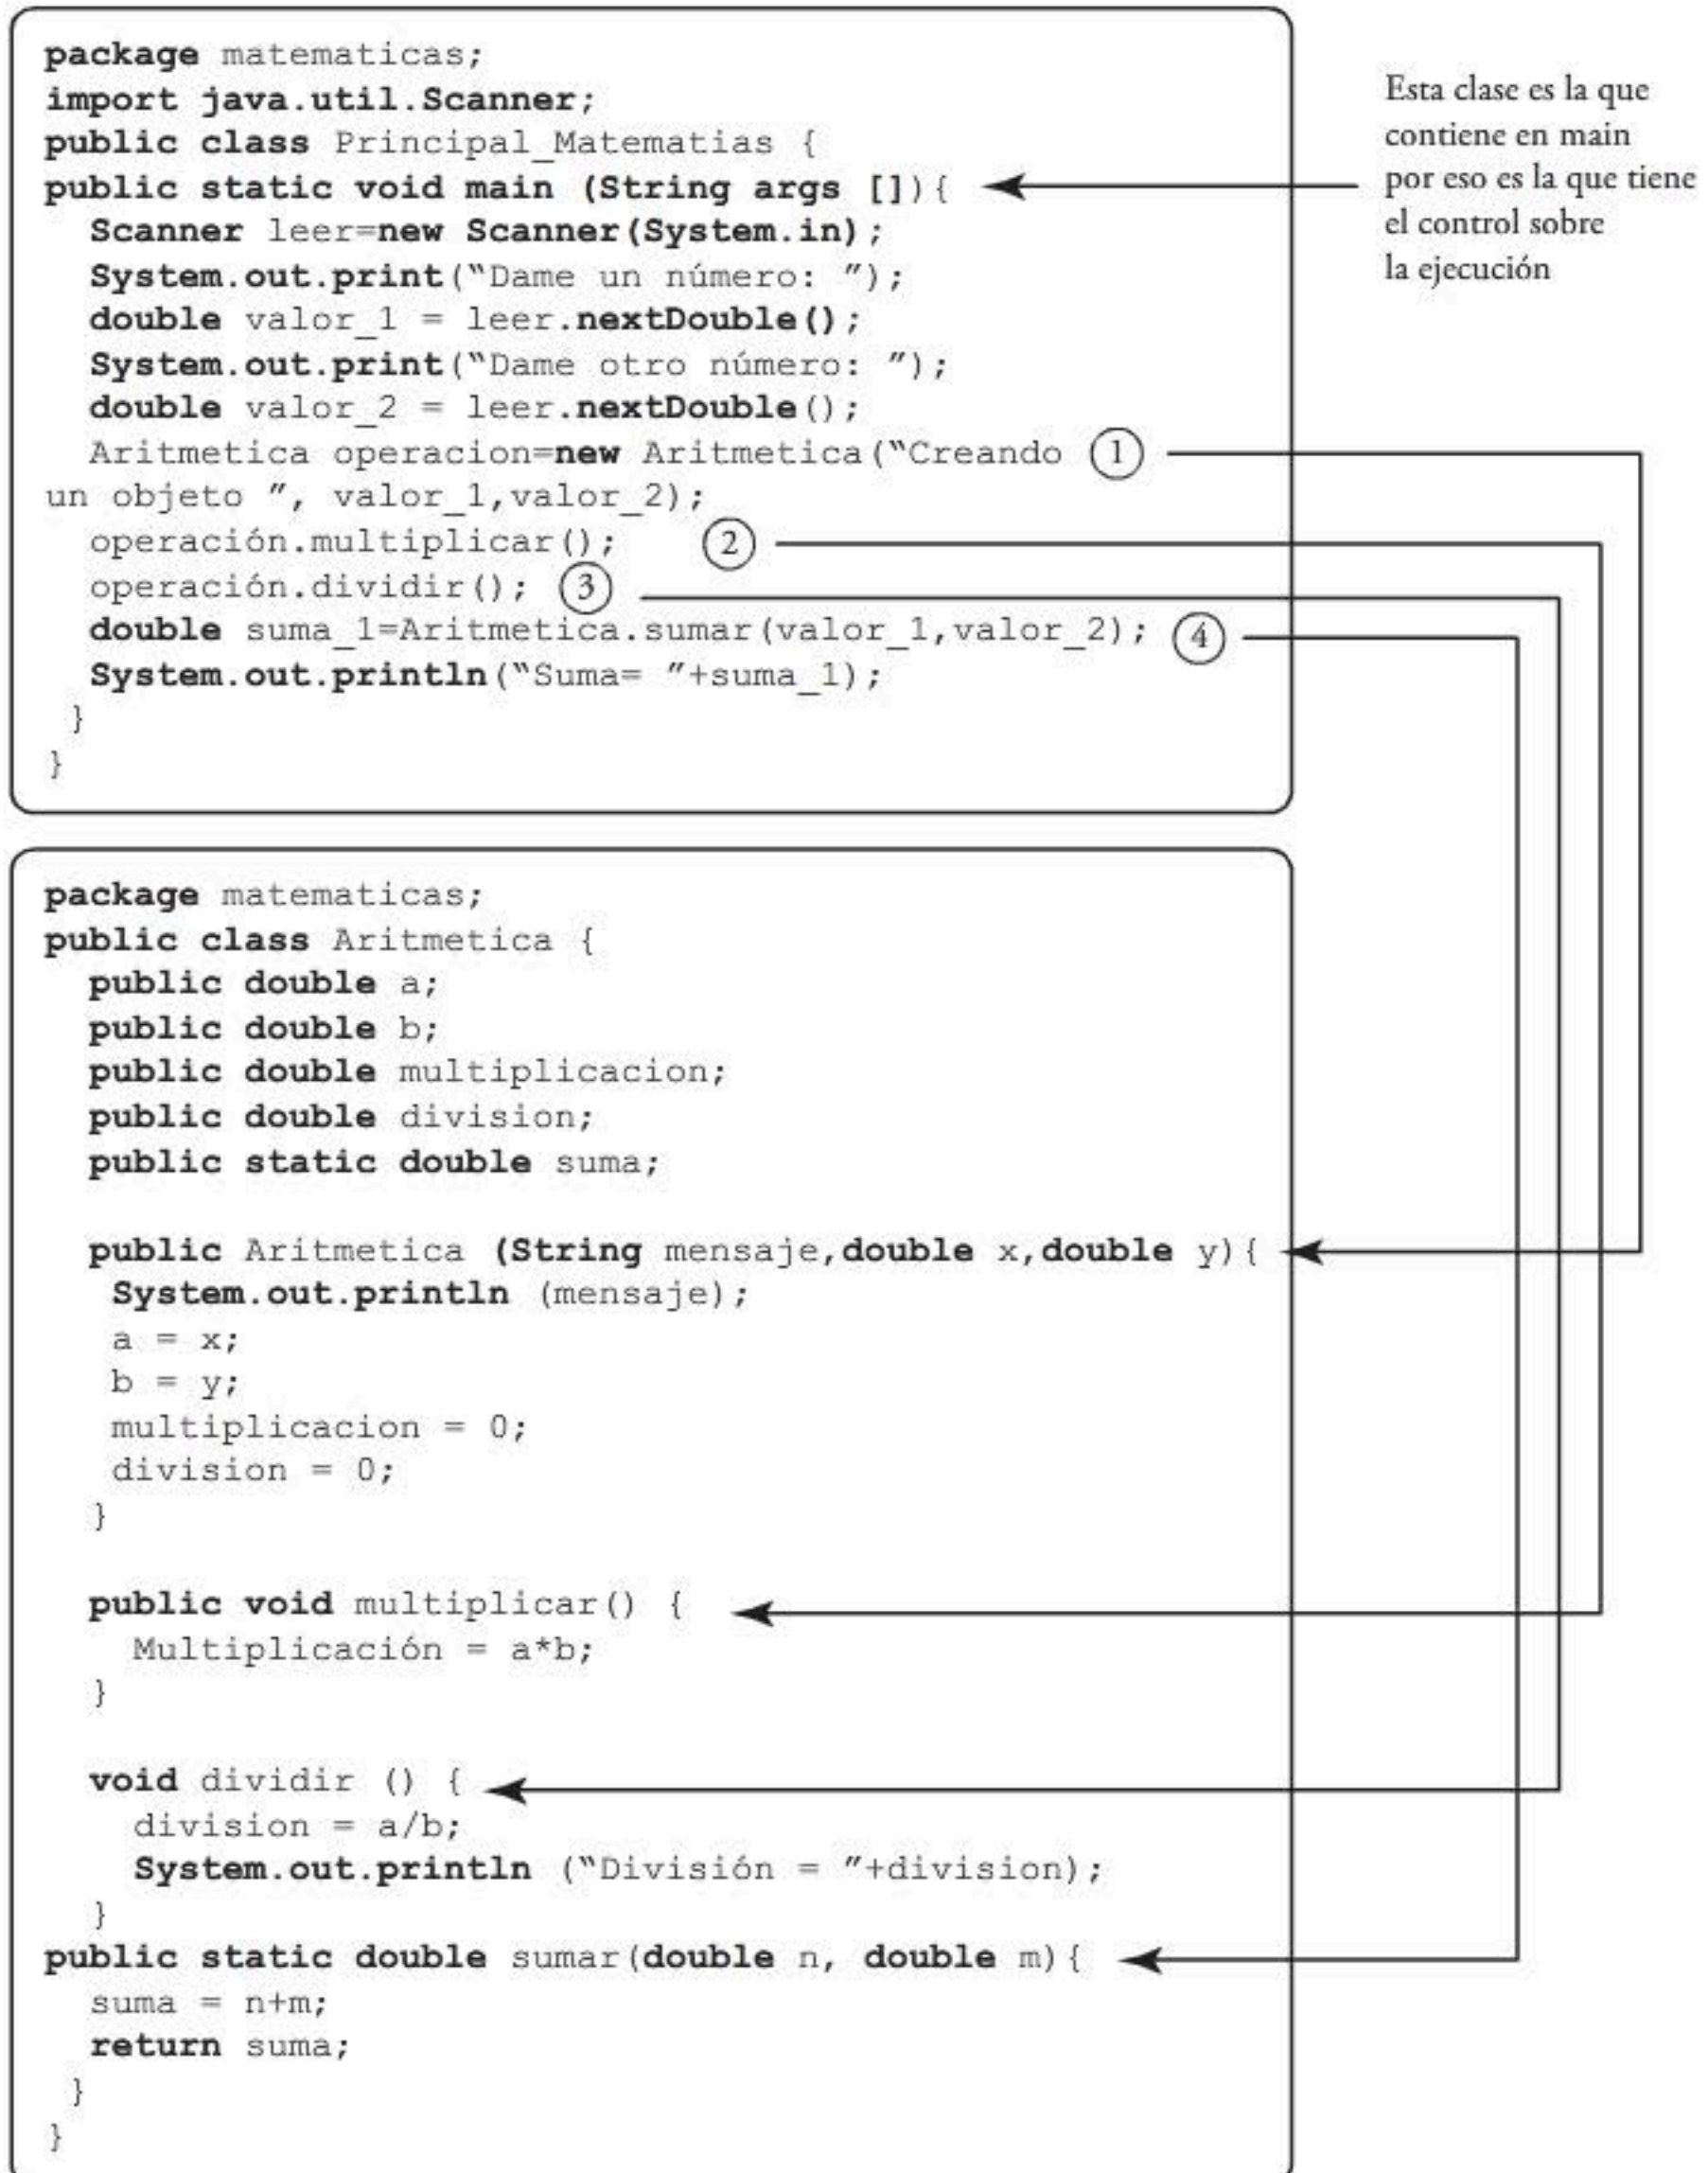 package matematicas;
import java.util.Scanner;
public class Principal_Matematias {
public static void main (String args []){
Scanner leer=new Scanner(System.in);
System.out.print(“Dame un número: ”);
double valor_1 = leer.nextDouble();
System.out.print(“Dame otro número: ”);
double valor_2 = leer.nextDouble();
Aritmetica operacion=new Aritmetica(“Creando 1
un objeto ”, valor_1,valor_2);
operación.multiplicar(); 2
operación.dividir(); 3
double suma_1=Aritmetica.sumar(valor_1,valor_2); 4
System.out.println(“Suma= ”+suma_1);
}
}
Esta clase es la que
contiene en main
por eso es la que tiene
el control sobre
la ejecución
package matematicas;
public class Aritmetica {
public double a;
public double b;
public double multiplicacion;
public double division;
public static double suma;
public Aritmetica (String mensaje,double x,double y){
System.out.println (mensaje);
a = x;
b = y;
multiplicacion = 0;
division = 0;
}
public void multiplicar() {
Multiplicación = a*b;
}
void dividir () {
division = a/b;
System.out.println (“División = ”+division);
}
public static double sumar(double n, double m){
suma = n+m;
return suma;
}
}